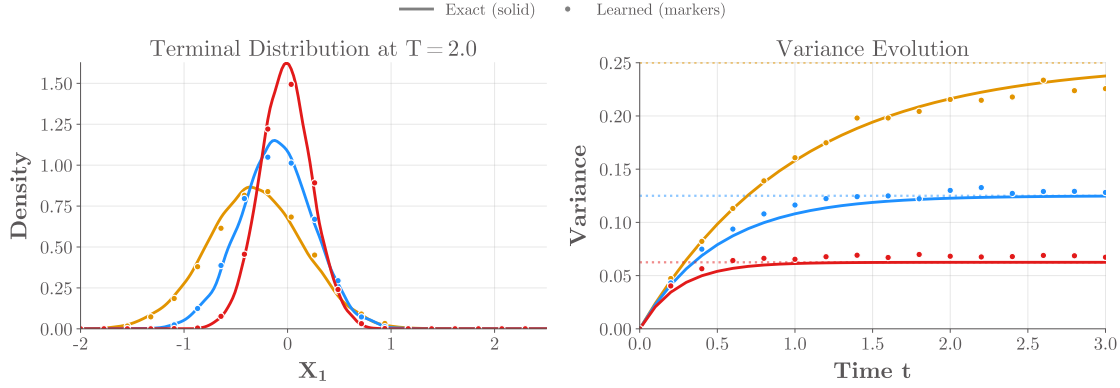 Exact (solid) Learned (markers)
Terminal Distribution at T = 2.0
Density
1.50
1.25
1.00
0.75
0.50
0.25
0.00
-2 -1 0 1 2
X1
Variance Evolution
Variance
0.25
0.20
0.15
0.10
0.05
0.00
0.0 0.5 1.0 1.5 2.0 2.5 3.0
Time t